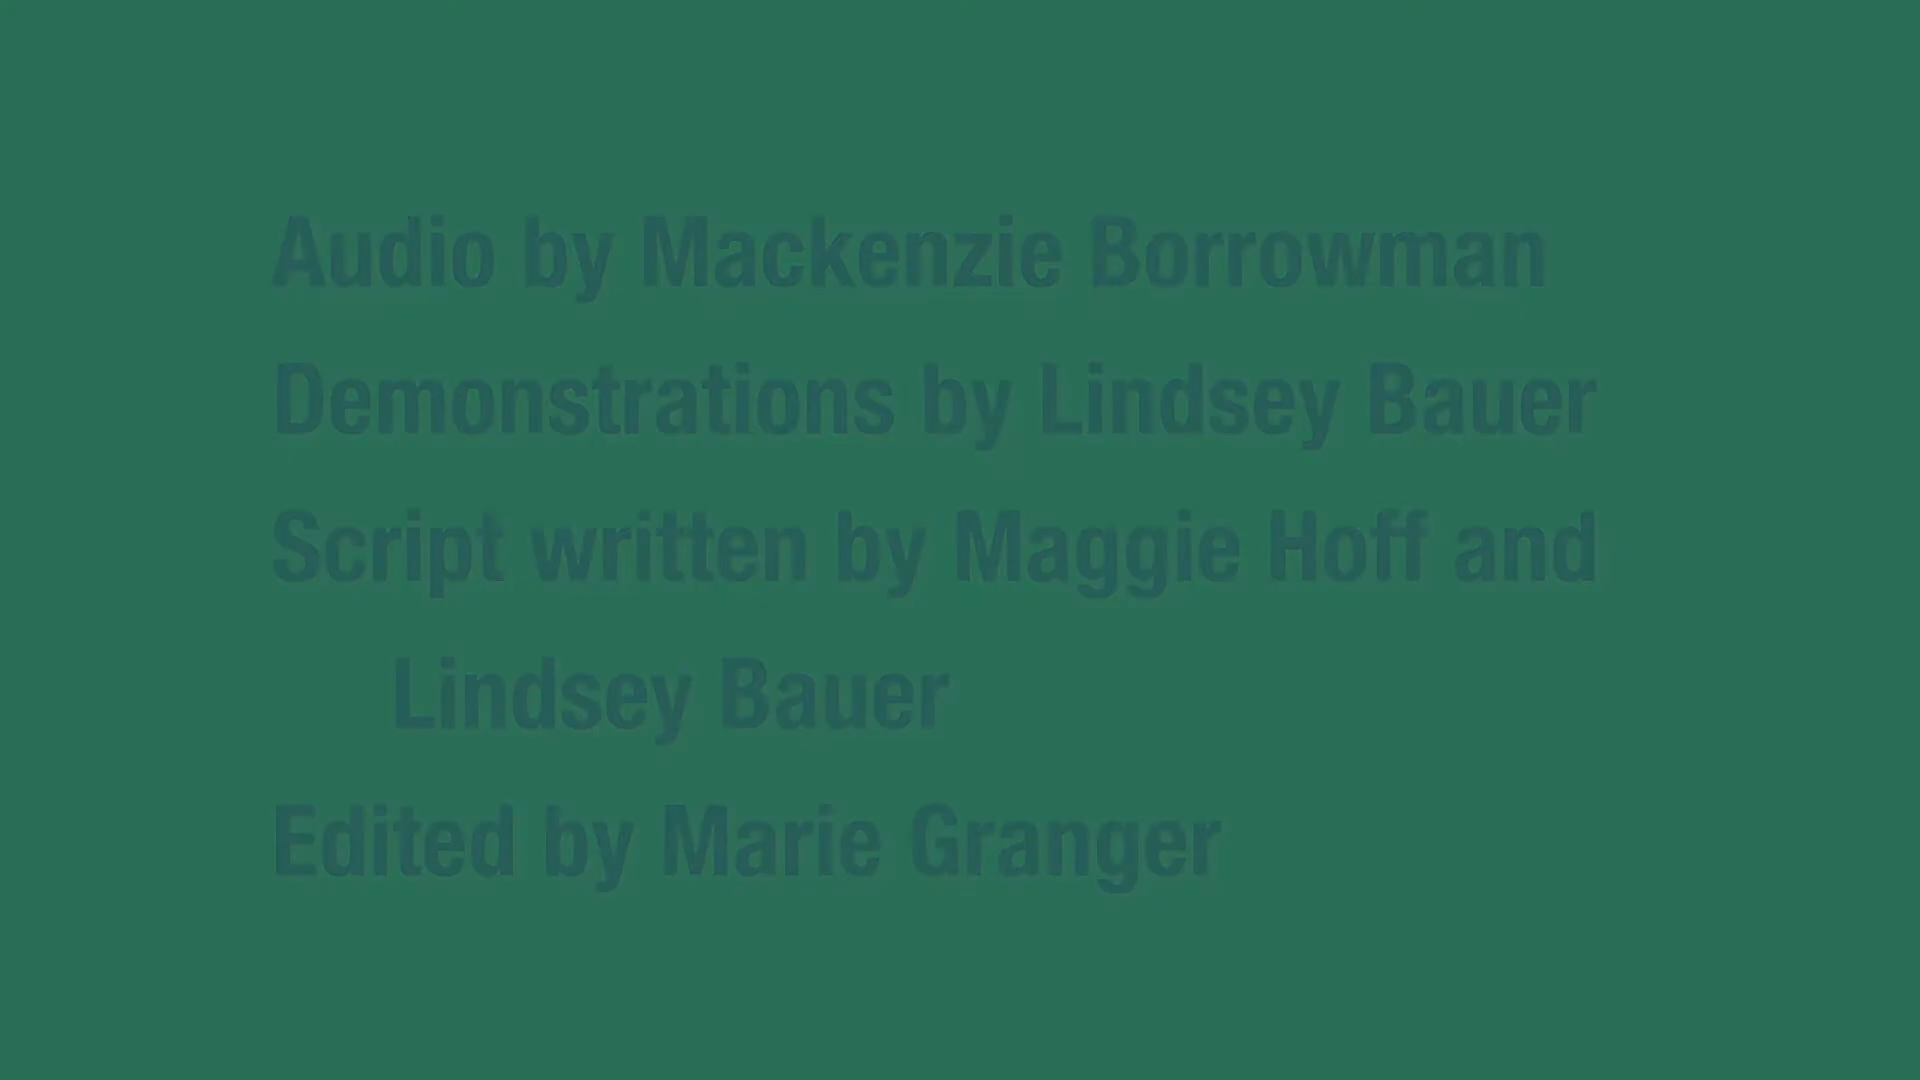 Audio by Mackenzie Borrowman
Demonstrations by Lindsey Bauer
Script written by Maggie Hoff and
Lindsey Bauer
Edited by Marie Granger